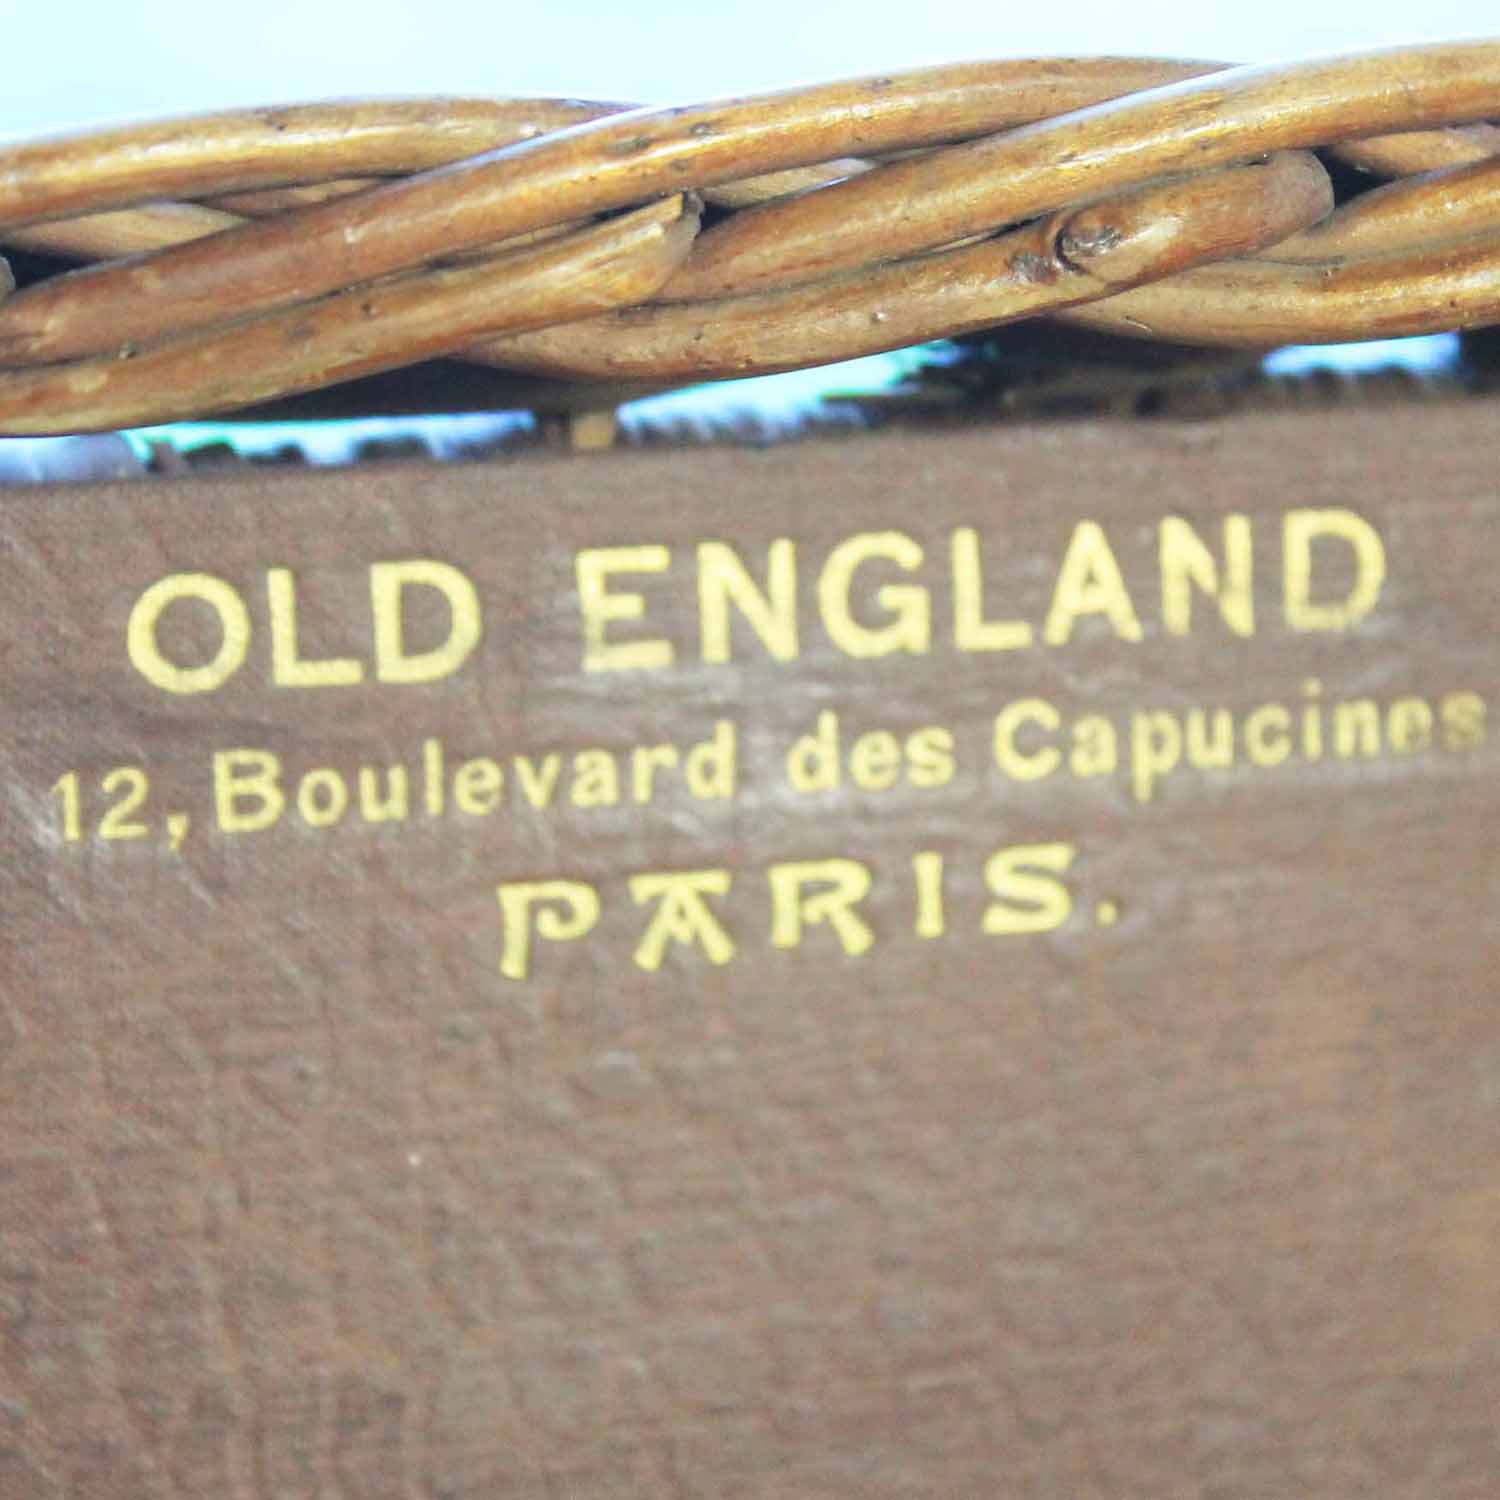 OLD ENGLAND
12, Boulevard des Capucines
PARIS.